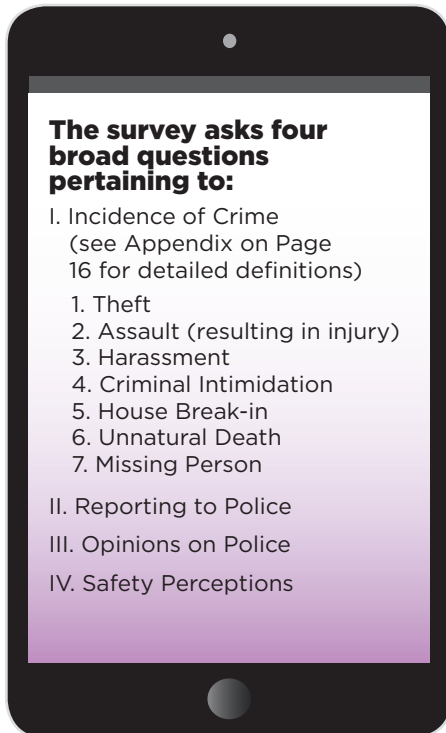 The survey asks four
broad questions
pertaining to:
I. Incidence of Crime
(see Appendix on Page
16 for detailed definitions)
1. Theft
2. Assault (resulting in injury)
3. Harassment
4. Criminal Intimidation
5. House Break-in
6. Unnatural Death
7. Missing Person
II. Reporting to Police
III. Opinions on Police
IV. Safety Perceptions